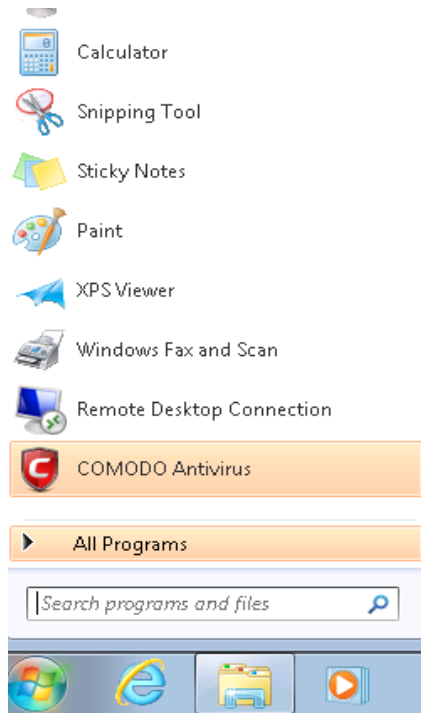 Calculator
Snipping Tool
Sticky Notes
Paint
XPS Viewer
Windows Fax and Scan
Remote Desktop Connection
COMODO Antivirus
All Programs
Search programs and files